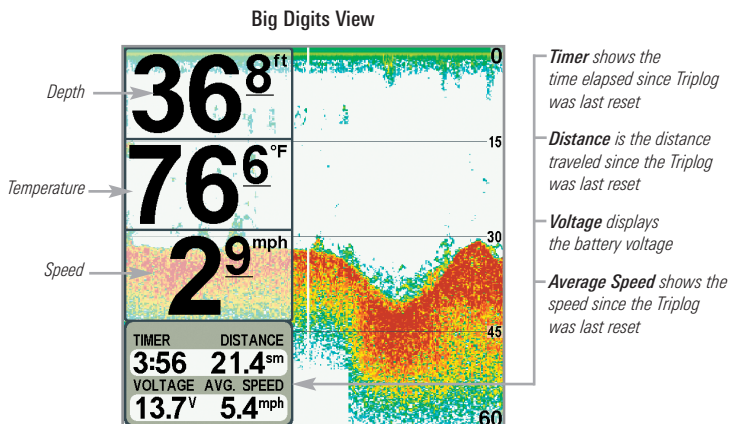 Big Digits View
Depth
36 8 ft
Temperature
76 6 °F
Speed
2 9 mph
TIMER DISTANCE
3:56 21.4 sm
VOLTAGE AVG. SPEED
13.7 V 5.4 mph
0
15
30
45
60
Timer shows the
time elapsed since Triplog
was last reset
Distance is the distance
traveled since the Triplog
was last reset
Voltage displays
the battery voltage
Average Speed shows the
speed since the Triplog
was last reset